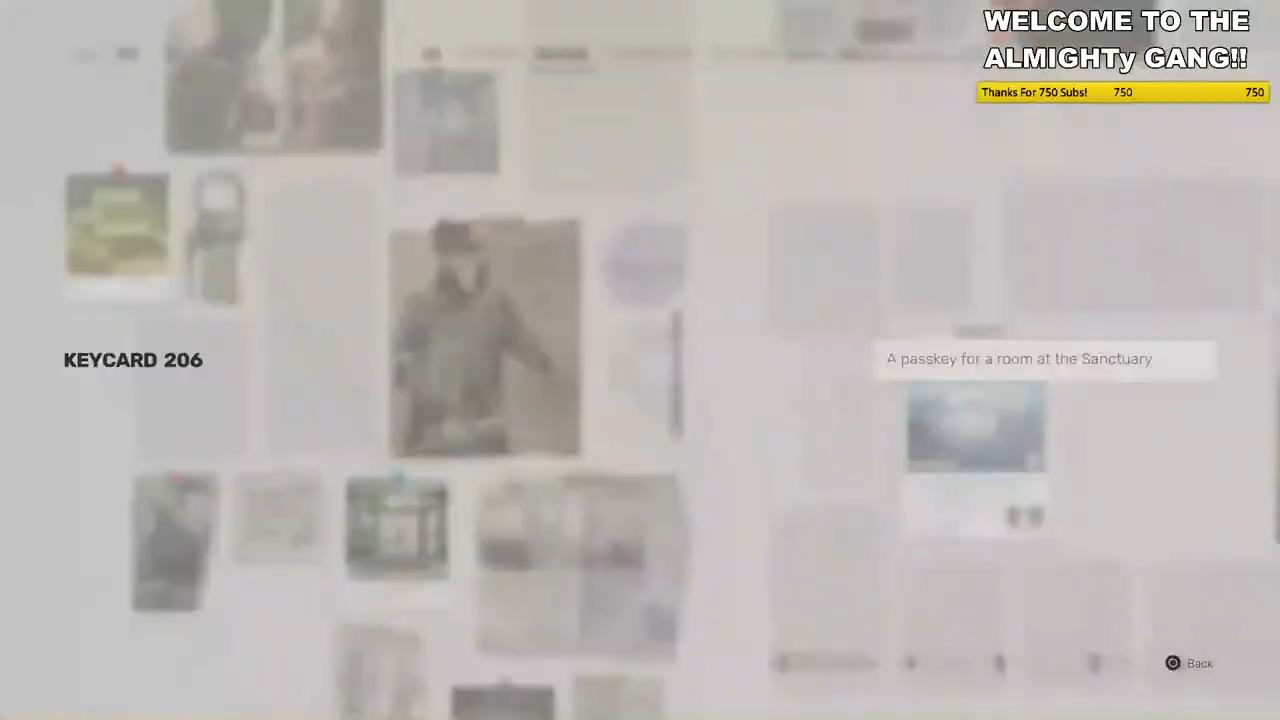 WELCOME TO THE
ALMIGHTy GANG!!
Thanks For 750 Subs! 750 750
KEYCARD 206
A passkey for a room at the Sanctuary
Back